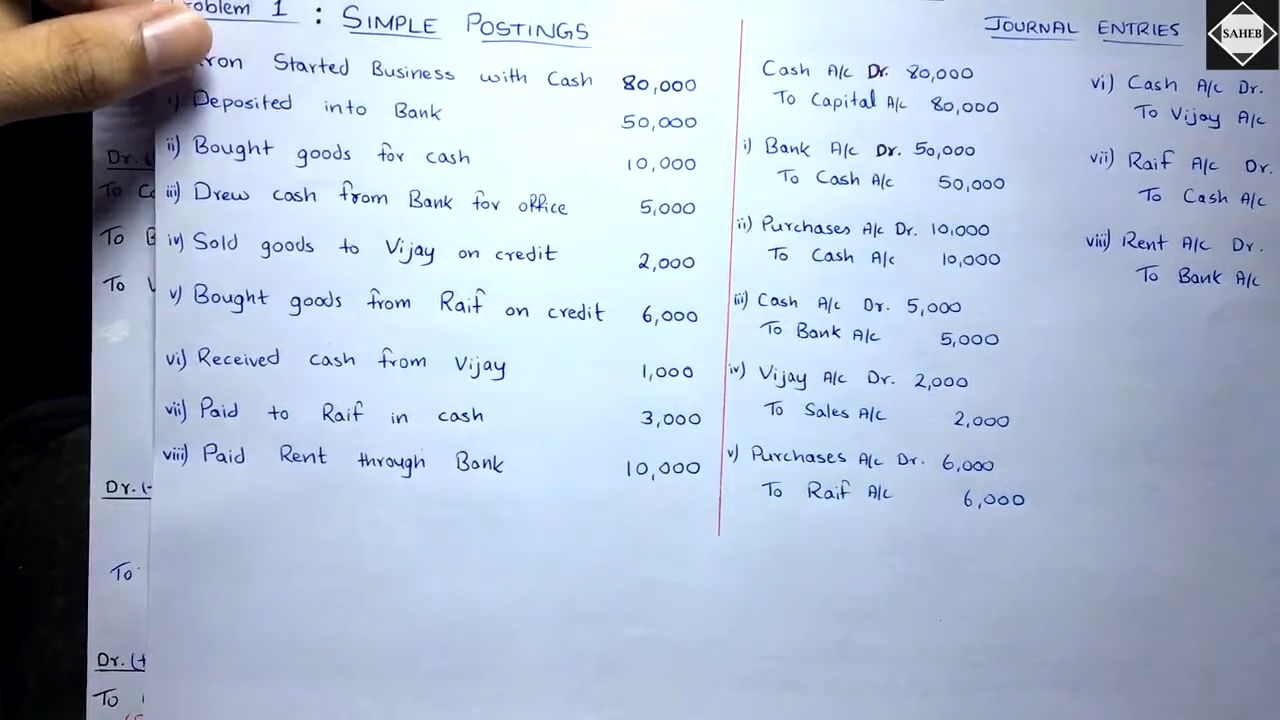 Problem 1 : SIMPLE POSTINGS
Started Business with Cash 80,000
i) Deposited into Bank 50,000
ii) Bought goods for cash 10,000
iii) Drew cash from Bank for office 5,000
iv) Sold goods to Vijay on credit 2,000
v) Bought goods from Raif on credit 6,000
vi) Received cash from Vijay 1,000
vii) Paid to Raif in cash 3,000
viii) Paid Rent through Bank 10,000
JOURNAL ENTRIES
Cash A/c Dr. 80,000
To Capital A/c 80,000
i) Bank A/c Dr. 50,000
To Cash A/c 50,000
ii) Purchases A/c Dr. 10,000
To Cash A/c 10,000
iii) Cash A/c Dr. 5,000
To Bank A/c 5,000
iv) Vijay A/c Dr. 2,000
To Sales A/c 2,000
v) Purchases A/c Dr. 6,000
To Raif A/c 6,000
vi) Cash A/c Dr.
To Vijay A/c
vii) Raif A/c Dr.
To Cash A/c
viii) Rent A/c Dr.
To Bank A/c
SAHEB
Dr.
To
To
To
Dr.
To
Dr.
To